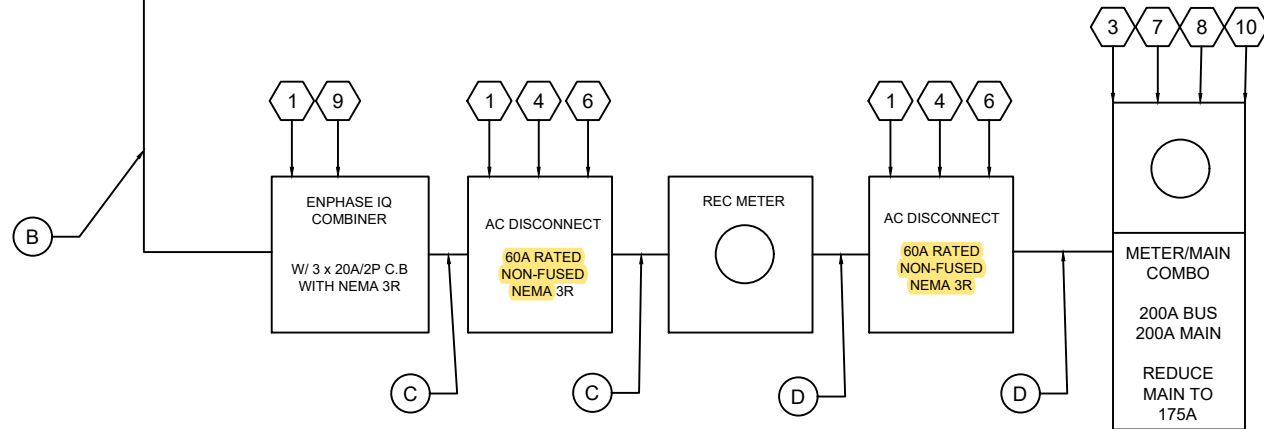 3 7 8 10
1 9
1 4 6
1 4 6
ENPHASE IQ
COMBINER
W/ 3 x 20A/2P C.B
WITH NEMA 3R
AC DISCONNECT
60A RATED
NON-FUSED
NEMA 3R
REC METER
AC DISCONNECT
60A RATED
NON-FUSED
NEMA 3R
METER/MAIN
COMBO
200A BUS
200A MAIN
REDUCE
MAIN TO
175A
B
C
C
D
D